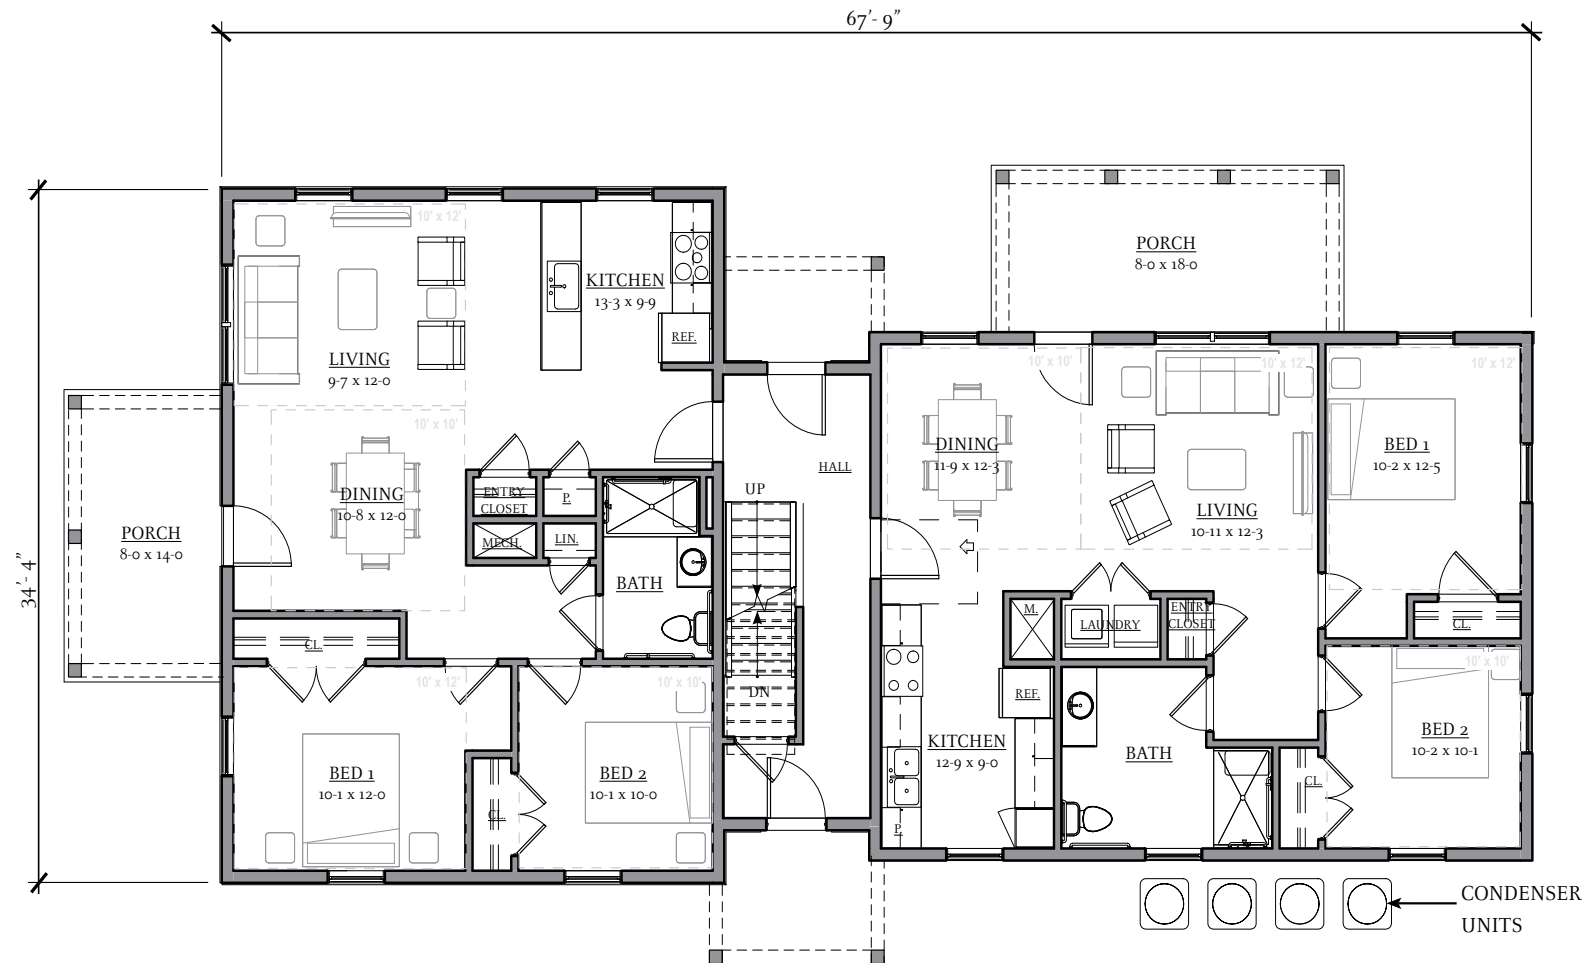 67'- 9"
34'- 4"
10' x 12'
KITCHEN
13-3 x 9-9
REF.
LIVING
9-7 x 12-0
10' x 10'
DINING
10-8 x 12-0
PORCH
8-0 x 14-0
ENTRY
CLOSET
P.
MECH.
LIN.
BATH
CL.
10' x 12'
BED 1
10-1 x 12-0
CL.
10' x 10'
BED 2
10-1 x 10-0
HALL
UP
DN
PORCH
8-0 x 18-0
10' x 10'
DINING
11-9 x 12-3
10' x 12'
LIVING
10-11 x 12-3
10' x 12'
BED 1
10-2 x 12-5
CL.
M.
LAUNDRY
ENTRY
CLOSET
REF.
KITCHEN
12-9 x 9-0
P.
BATH
CL.
10' x 10'
BED 2
10-2 x 10-1
CONDENSER
UNITS